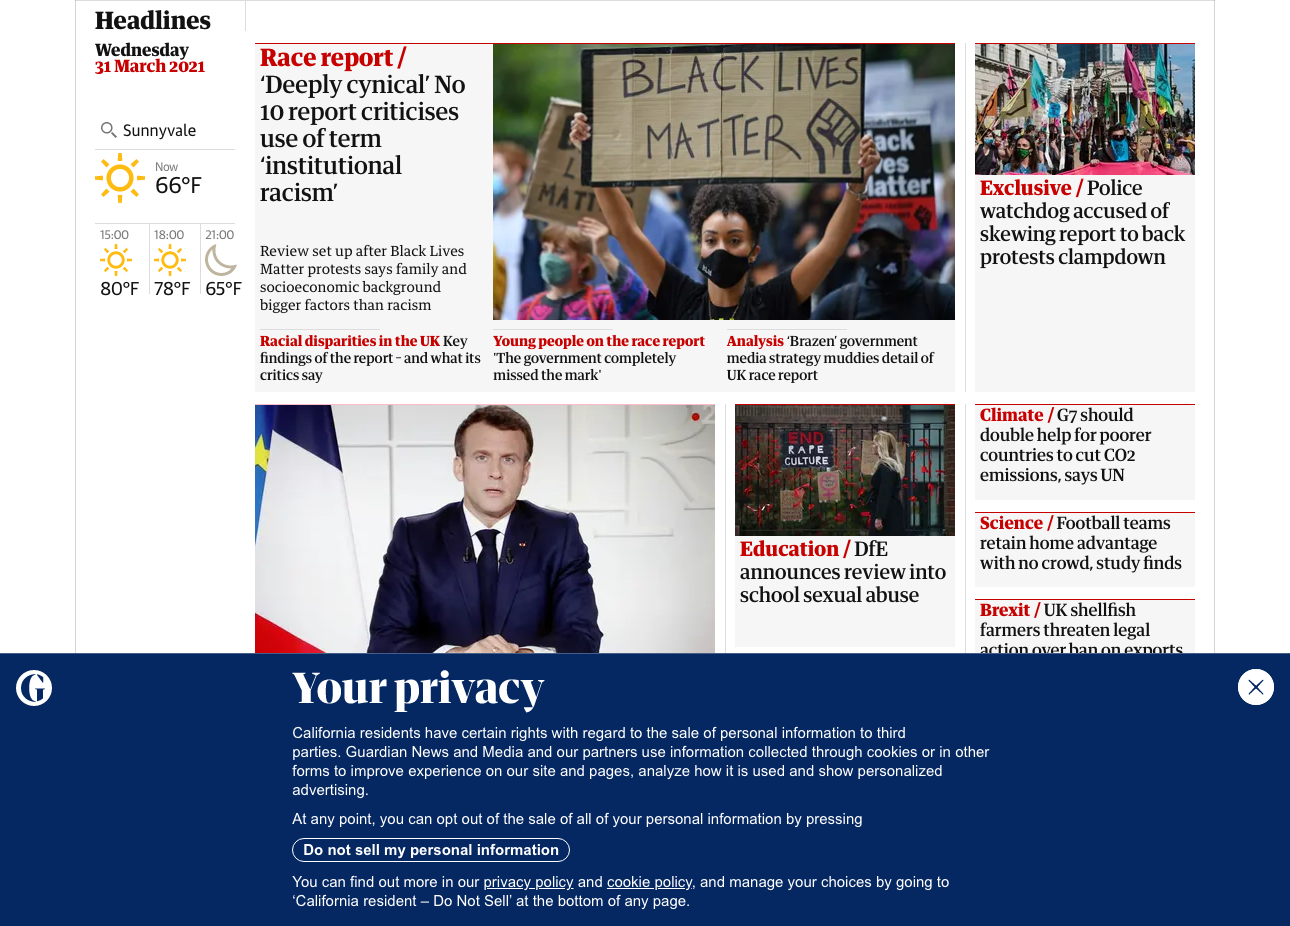 Headlines
Wednesday
31 March 2021
Sunnyvale
Now
66°F
15:00
18:00
21:00
80°F
78°F
65°F
Race report /
‘Deeply cynical’ No
10 report criticises
use of term
‘institutional
racism’
Review set up after Black Lives
Matter protests says family and
socioeconomic background
bigger factors than racism
BLACK LIVES
MATTER
Racial disparities in the UK Key
findings of the report – and what its
critics say
Young people on the race report
'The government completely
missed the mark'
Analysis ‘Brazen’ government
media strategy muddies detail of
UK race report
Exclusive / Police
watchdog accused of
skewing report to back
protests clampdown
END
RAPE
CULTURE
Education / DfE
announces review into
school sexual abuse
Climate / G7 should
double help for poorer
countries to cut CO2
emissions, says UN
Science / Football teams
retain home advantage
with no crowd, study finds
Brexit / UK shellfish
farmers threaten legal
action over ban on exports
Your privacy
California residents have certain rights with regard to the sale of personal information to third
parties. Guardian News and Media and our partners use information collected through cookies or in other
forms to improve experience on our site and pages, analyze how it is used and show personalized
advertising.
At any point, you can opt out of the sale of all of your personal information by pressing
Do not sell my personal information
You can find out more in our privacy policy and cookie policy, and manage your choices by going to
‘California resident – Do Not Sell’ at the bottom of any page.